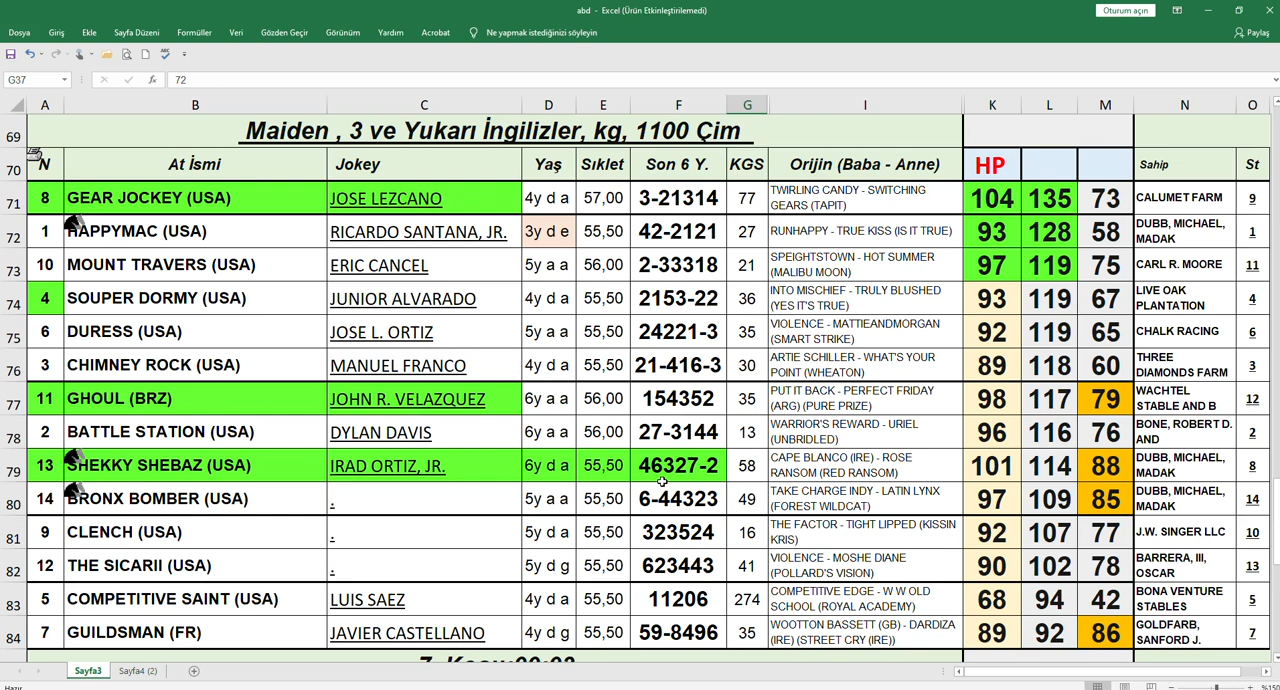 abd - Excel (Ürün Etkinleştirilemedi)
Oturum açın
Dosya Giriş Ekle Sayfa Düzeni Formüller Veri Gözden Geçir Görünüm Yardım Acrobat Ne yapmak istediğinizi söyleyin Paylaş
G37 fx 72
A B C D E F G I K L M N O
69 Maiden , 3 ve Yukarı İngilizler, kg, 1100 Çim
70 N At İsmi Jokey Yaş Sıklet Son 6 Y. KGS Orijin (Baba - Anne) HP Sahip St
71 8 GEAR JOCKEY (USA) JOSE LEZCANO 4y d a 57,00 3-21314 77 TWIRLING CANDY - SWITCHING GEARS (TAPIT) 104 135 73 CALUMET FARM 9
72 1 HAPPYMAC (USA) RICARDO SANTANA, JR. 3y d e 55,50 42-2121 27 RUNHAPPY - TRUE KISS (IS IT TRUE) 93 128 58 DUBB, MICHAEL, MADAK 1
73 10 MOUNT TRAVERS (USA) ERIC CANCEL 5y a a 56,00 2-33318 21 SPEIGHTSTOWN - HOT SUMMER (MALIBU MOON) 97 119 75 CARL R. MOORE 11
74 4 SOUPER DORMY (USA) JUNIOR ALVARADO 4y d a 55,50 2153-22 36 INTO MISCHIEF - TRULY BLUSHED (YES IT'S TRUE) 93 119 67 LIVE OAK PLANTATION 4
75 6 DURESS (USA) JOSE L. ORTIZ 5y a a 55,50 24221-3 35 VIOLENCE - MATTIEANDMORGAN (SMART STRIKE) 92 119 65 CHALK RACING 6
76 3 CHIMNEY ROCK (USA) MANUEL FRANCO 4y d a 55,50 21-416-3 30 ARTIE SCHILLER - WHAT'S YOUR POINT (WHEATON) 89 118 60 THREE DIAMONDS FARM 3
77 11 GHOUL (BRZ) JOHN R. VELAZQUEZ 6y a a 56,00 154352 35 PUT IT BACK - PERFECT FRIDAY (ARG) (PURE PRIZE) 98 117 79 WACHTEL STABLE AND B 12
78 2 BATTLE STATION (USA) DYLAN DAVIS 6y a a 56,00 27-3144 13 WARRIOR'S REWARD - URIEL (UNBRIDLED) 96 116 76 BONE, ROBERT D. AND 2
79 13 SHEKKY SHEBAZ (USA) IRAD ORTIZ, JR. 6y d a 55,50 46327-2 58 CAPE BLANCO (IRE) - ROSE RANSOM (RED RANSOM) 101 114 88 DUBB, MICHAEL, MADAK 8
80 14 BRONX BOMBER (USA) . 5y a a 55,50 6-44323 49 TAKE CHARGE INDY - LATIN LYNX (FOREST WILDCAT) 97 109 85 DUBB, MICHAEL, MADAK 14
81 9 CLENCH (USA) . 5y d g 55,50 323524 16 THE FACTOR - TIGHT LIPPED (KISSIN KRIS) 92 107 77 J.W. SINGER LLC 10
82 12 THE SICARII (USA) . 5y d g 55,50 623443 41 VIOLENCE - MOSHE DIANE (POLLARD'S VISION) 90 102 78 BARRERA, III, OSCAR 13
83 5 COMPETITIVE SAINT (USA) LUIS SAEZ 4y d a 55,50 11206 274 COMPETITIVE EDGE - W W OLD SCHOOL (ROYAL ACADEMY) 68 94 42 BONA VENTURE STABLES 5
84 7 GUILDSMAN (FR) JAVIER CASTELLANO 4y d g 55,50 59-8496 35 WOOTTON BASSETT (GB) - DARDIZA (IRE) (STREET CRY (IRE)) 89 92 86 GOLDFARB, SANFORD J. 7
Sayfa3 Sayfa4 (2)
Hazır %150